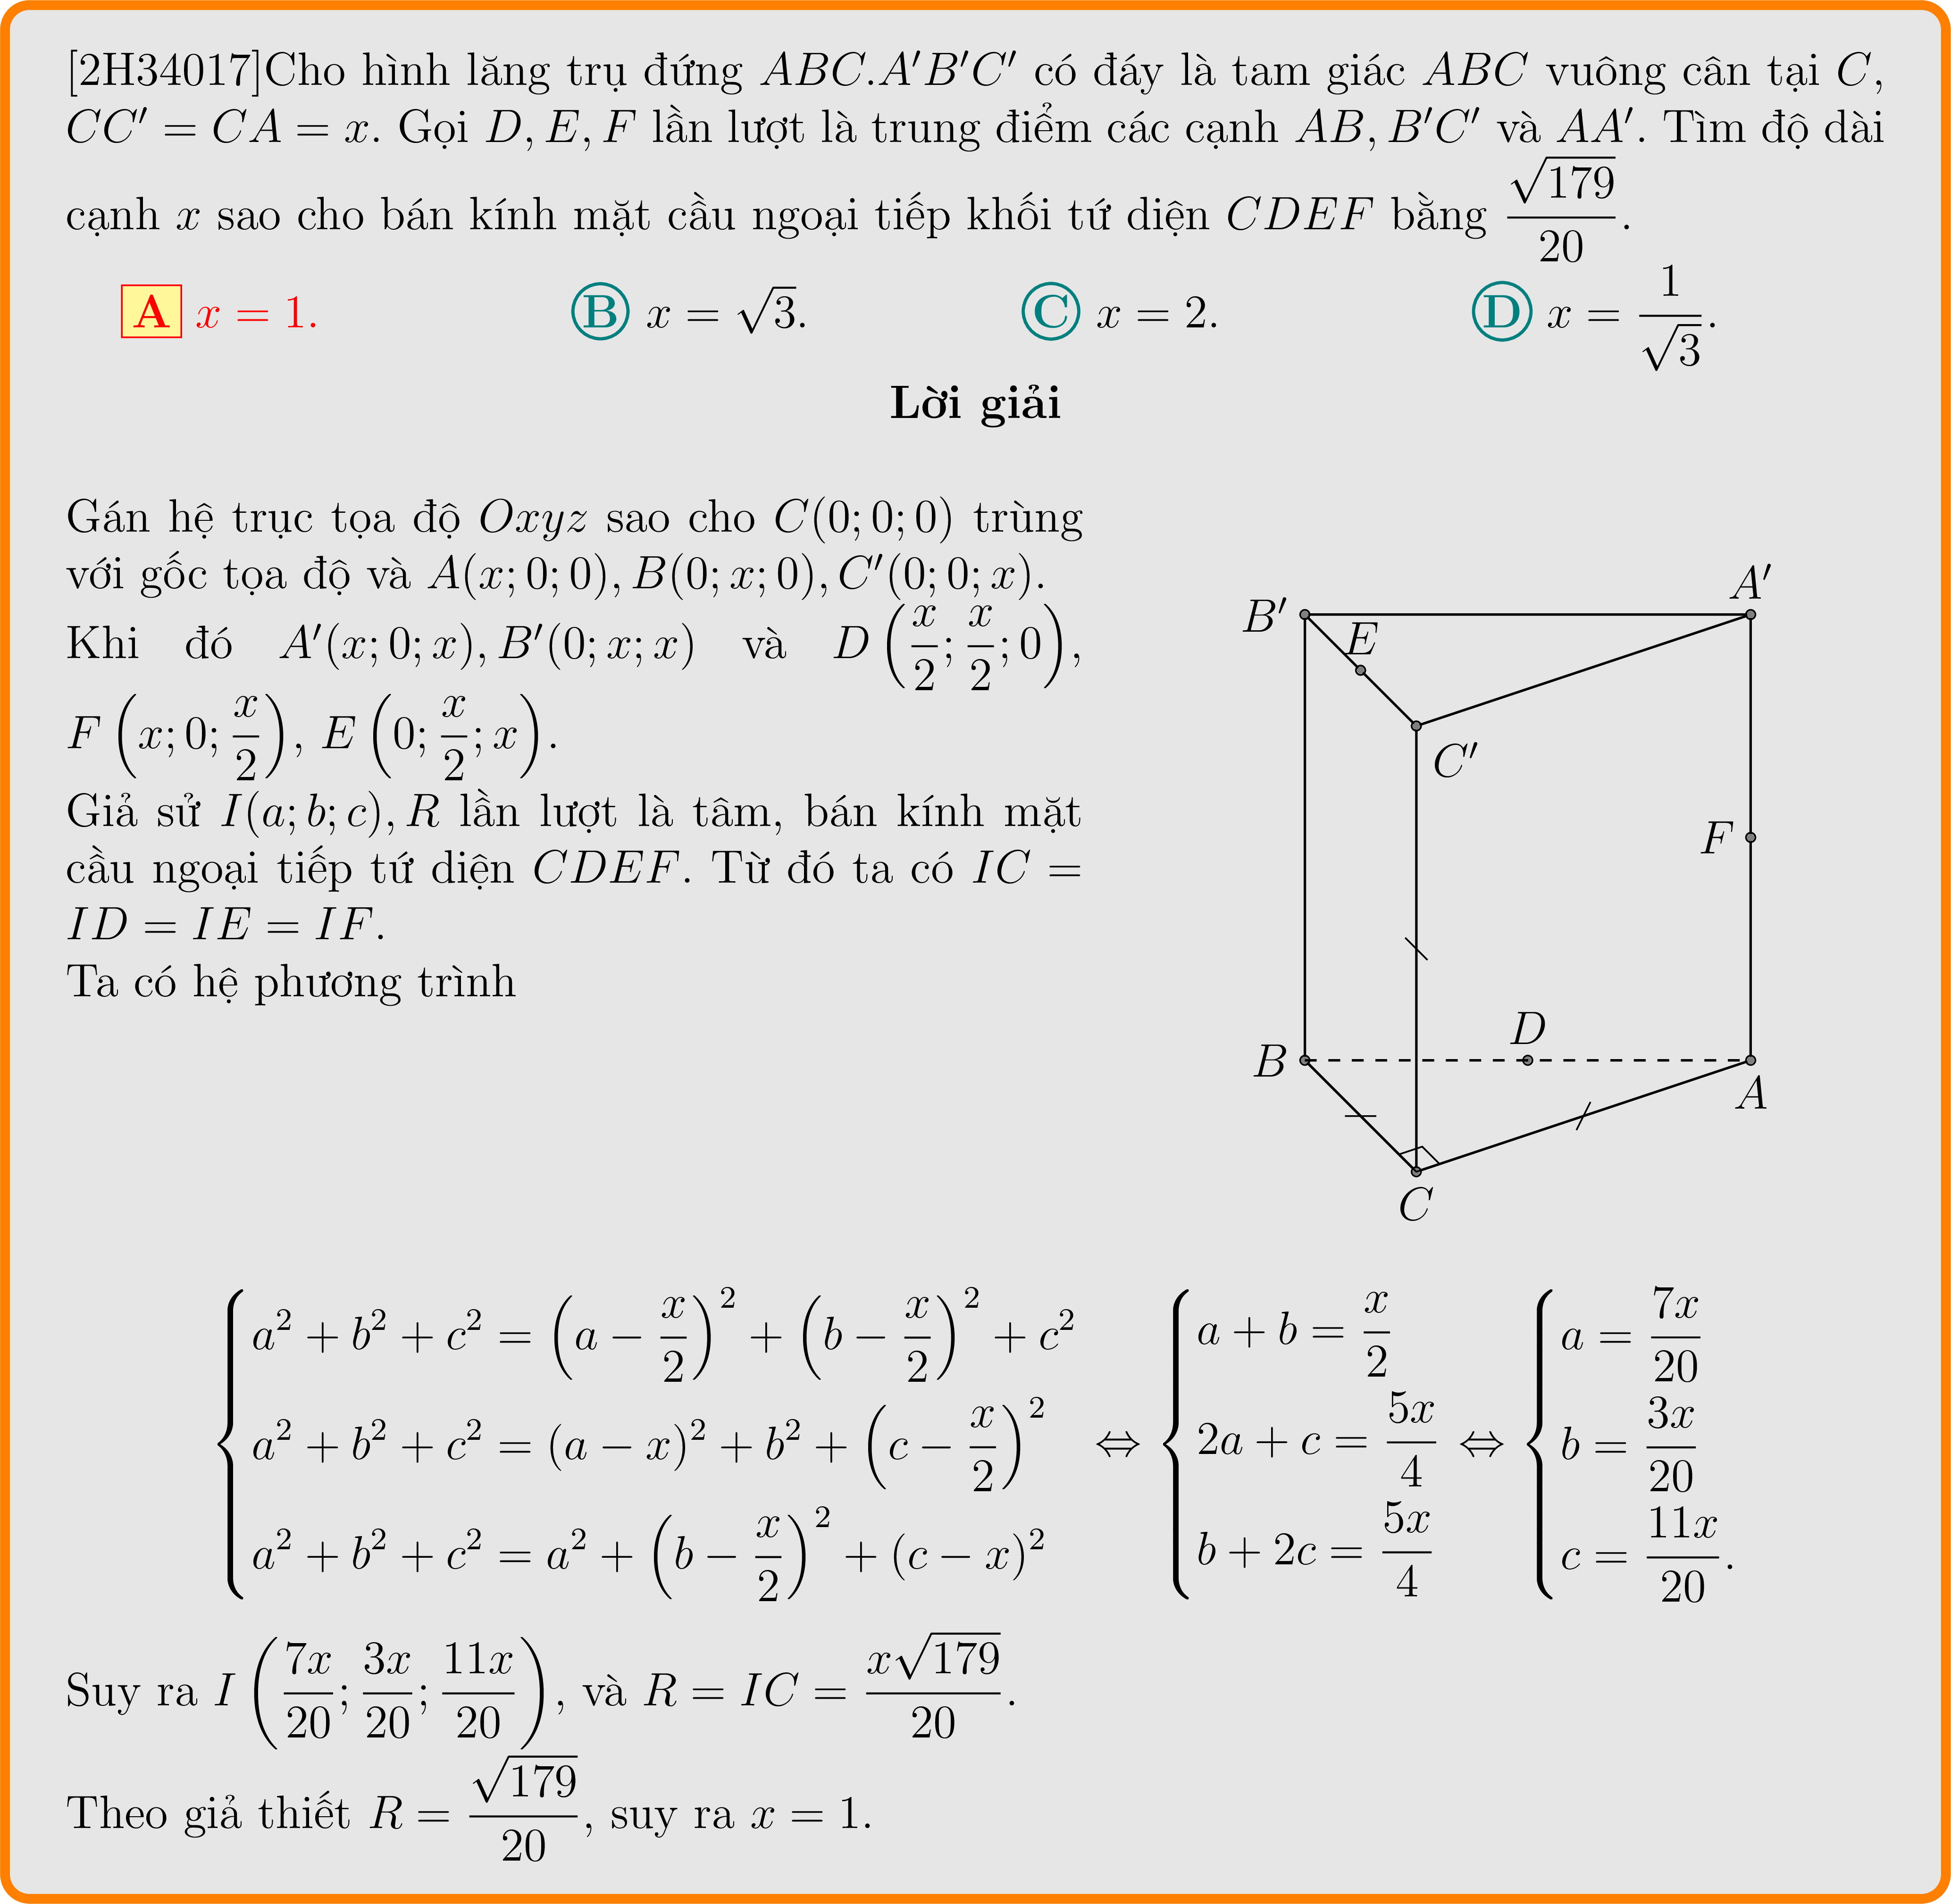 [2H34017]Cho hình lăng trụ đứng ABC.A′B′C′ có đáy là tam giác ABC vuông cân tại C,
CC′ = CA = x. Gọi D, E, F lần lượt là trung điểm các cạnh AB, B′C′ và AA′. Tìm độ dài
cạnh x sao cho bán kính mặt cầu ngoại tiếp khối tứ diện CDEF bằng \frac{\sqrt{179}}{20}.
A x = 1. B x = \sqrt{3}. C x = 2. D x = \frac{1}{\sqrt{3}}.
Lời giải
Gán hệ trục tọa độ Oxyz sao cho C(0; 0; 0) trùng
với gốc tọa độ và A(x; 0; 0), B(0; x; 0), C′(0; 0; x).
Khi đó A′(x; 0; x), B′(0; x; x) và D\left(\frac{x}{2}; \frac{x}{2}; 0\right),
F\left(x; 0; \frac{x}{2}\right), E\left(0; \frac{x}{2}; x\right).
Giả sử I(a; b; c), R lần lượt là tâm, bán kính mặt
cầu ngoại tiếp tứ diện CDEF. Từ đó ta có IC =
ID = IE = IF.
Ta có hệ phương trình
A′
B′
E
C′
F
D
B
A
C
\begin{cases} a^2 + b^2 + c^2 = \left(a - \frac{x}{2}\right)^2 + \left(b - \frac{x}{2}\right)^2 + c^2 \\ a^2 + b^2 + c^2 = (a - x)^2 + b^2 + \left(c - \frac{x}{2}\right)^2 \\ a^2 + b^2 + c^2 = a^2 + \left(b - \frac{x}{2}\right)^2 + (c - x)^2 \end{cases} ⇔ \begin{cases} a + b = \frac{x}{2} \\ 2a + c = \frac{5x}{4} \\ b + 2c = \frac{5x}{4} \end{cases} ⇔ \begin{cases} a = \frac{7x}{20} \\ b = \frac{3x}{20} \\ c = \frac{11x}{20}. \end{cases}
Suy ra I\left(\frac{7x}{20}; \frac{3x}{20}; \frac{11x}{20}\right), và R = IC = \frac{x\sqrt{179}}{20}.
Theo giả thiết R = \frac{\sqrt{179}}{20}, suy ra x = 1.